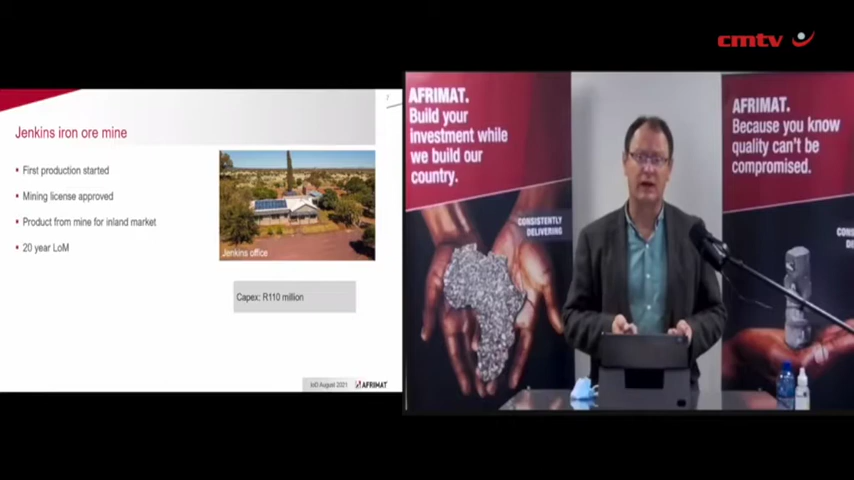 cmtv
Jenkins iron ore mine
• First production started
• Mining license approved
• Product from mine for inland market
• 20 year LoM
Jenkins office
Capex: R110 million
IoD August 2021
AFRIMAT
AFRIMAT.
Build your
investment while
we build our
country.
CONSISTENTLY
DELIVERING
AFRIMAT.
Because you know
quality can't be
compromised.